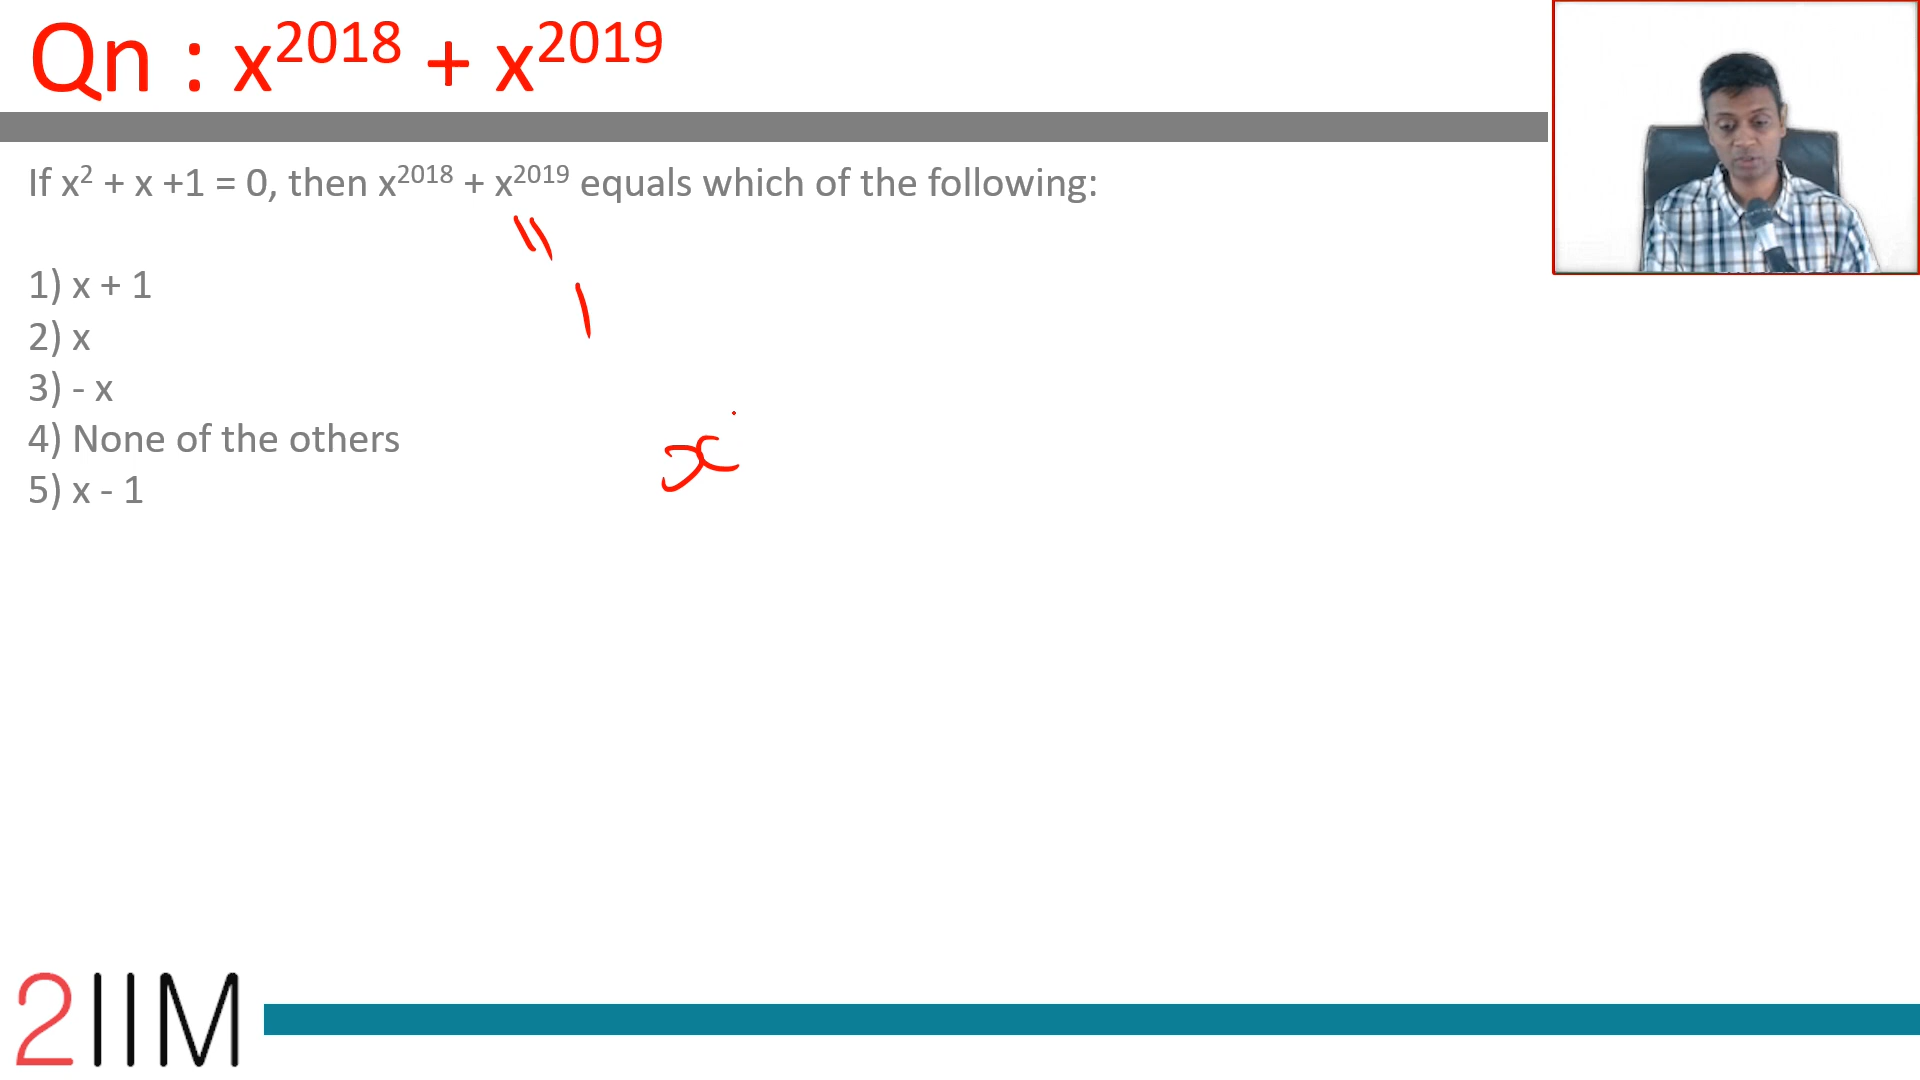 Qn : x²⁰¹⁸ + x²⁰¹⁹
If x² + x +1 = 0, then x²⁰¹⁸ + x²⁰¹⁹ equals which of the following:
=
1
1) x + 1
2) x
3) - x
4) None of the others
5) x - 1
x
2IIM